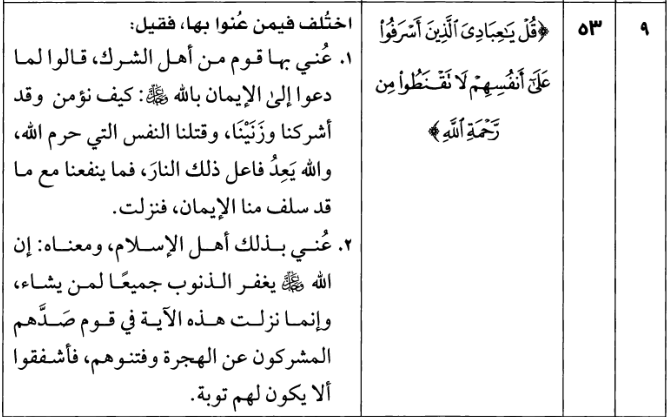 ٩
٥٣
﴿قُلْ يَـٰعِبَادِىَ ٱلَّذِينَ أَسْرَفُوا۟
عَلَىٰٓ أَنفُسِهِمْ لَا تَقْنَطُوا۟ مِن
رَّحْمَةِ ٱللَّهِ﴾
اختُلف فيمن عُنوا بها، فقيل:
١. عُني بها قوم من أهل الشرك، قالوا لما
دعوا إلىٰ الإيمان بالله ﷻ: كيف نؤمن وقد
أشركنا وزَنَيْنَا، وقتلنا النفس التي حرم الله،
والله يَعِدُ فاعل ذلك النارَ، فما ينفعنا مع ما
قد سلف منا الإيمان، فنزلت.
٢. عُني بذلك أهل الإسلام، ومعناه: إن
الله ﷻ يغفر الذنوب جميعًا لمن يشاء،
وإنما نزلت هذه الآية في قوم صَدَّهم
المشركون عن الهجرة وفتنوهم، فأشفقوا
ألا يكون لهم توبة.